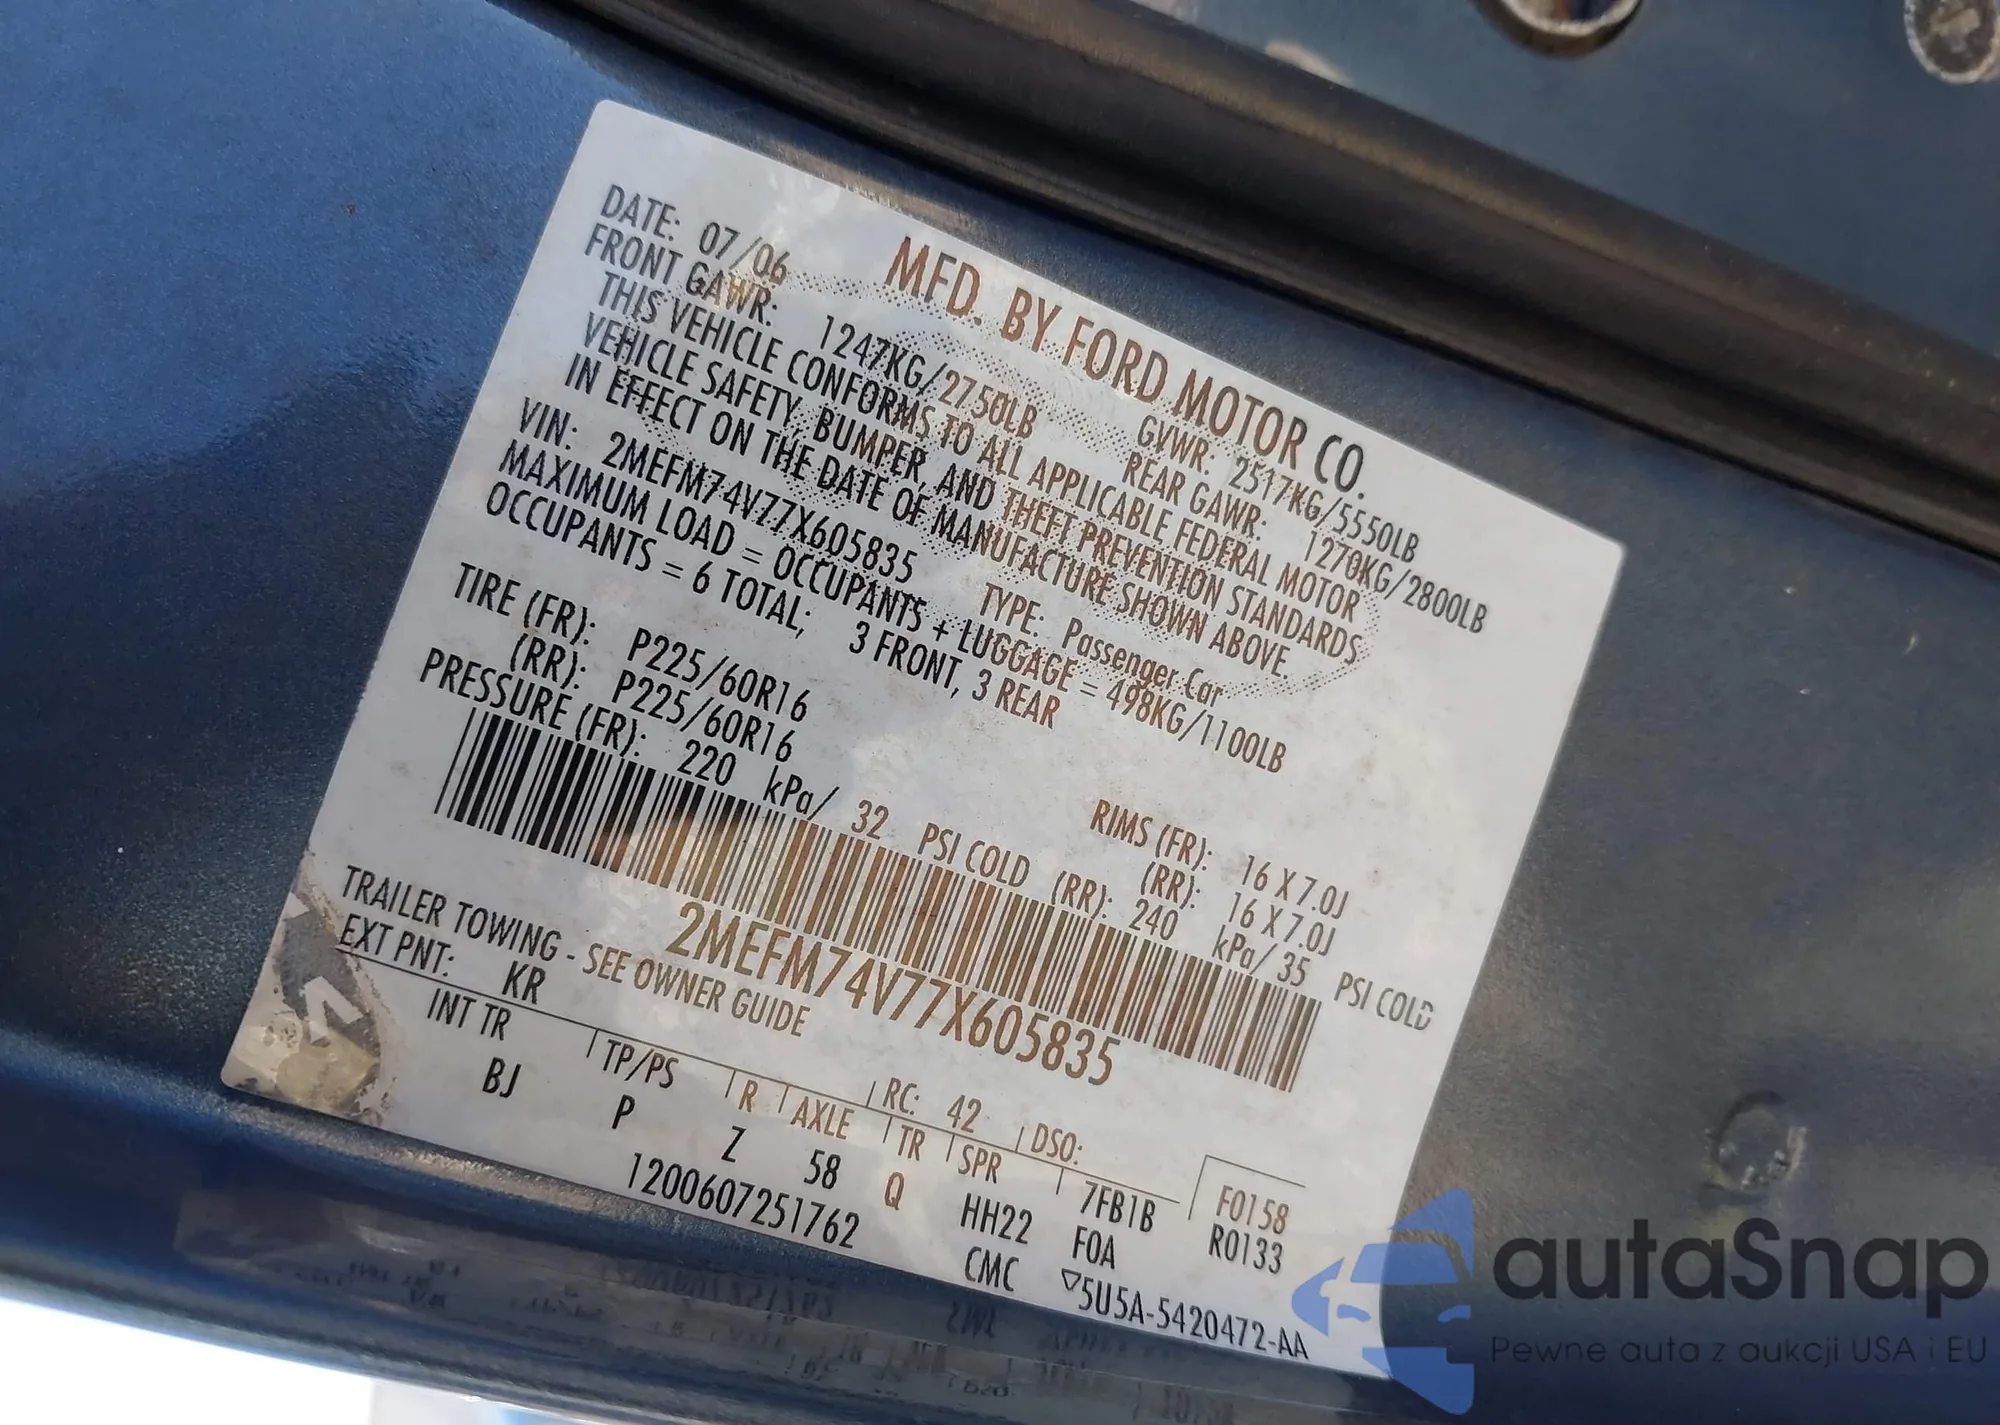 MFD. BY FORD MOTOR CO.
DATE: 07/06 GVWR: 2517KG/5550LB
FRONT GAWR: 1247KG/2750LB REAR GAWR: 1270KG/2800LB
THIS VEHICLE CONFORMS TO ALL APPLICABLE FEDERAL MOTOR
VEHICLE SAFETY, BUMPER, AND THEFT PREVENTION STANDARDS
IN EFFECT ON THE DATE OF MANUFACTURE SHOWN ABOVE.
VIN: 2MEFM74V77X605835 TYPE: Passenger Car
MAXIMUM LOAD = OCCUPANTS + LUGGAGE = 498KG/1100LB
OCCUPANTS = 6 TOTAL; 3 FRONT, 3 REAR
TIRE (FR): P225/60R16 RIMS (FR): 16 X 7.0J
(RR): P225/60R16 (RR): 16 X 7.0J
PRESSURE (FR): 220 kPa/ 32 PSI COLD (RR): 240 kPa/ 35 PSI COLD
2MEFM74V77X605835
TRAILER TOWING - SEE OWNER GUIDE
EXT PNT: KR RC: 42 DSO: F0158
INT TR TP/PS R AXLE TR SPR 7FB1B R0133
BJ P Z 58 Q HH22 FOA
1200607251762 CMC ▽5U5A-5420472-AA
autaSnap
Pewne auta z aukcji USA i EU